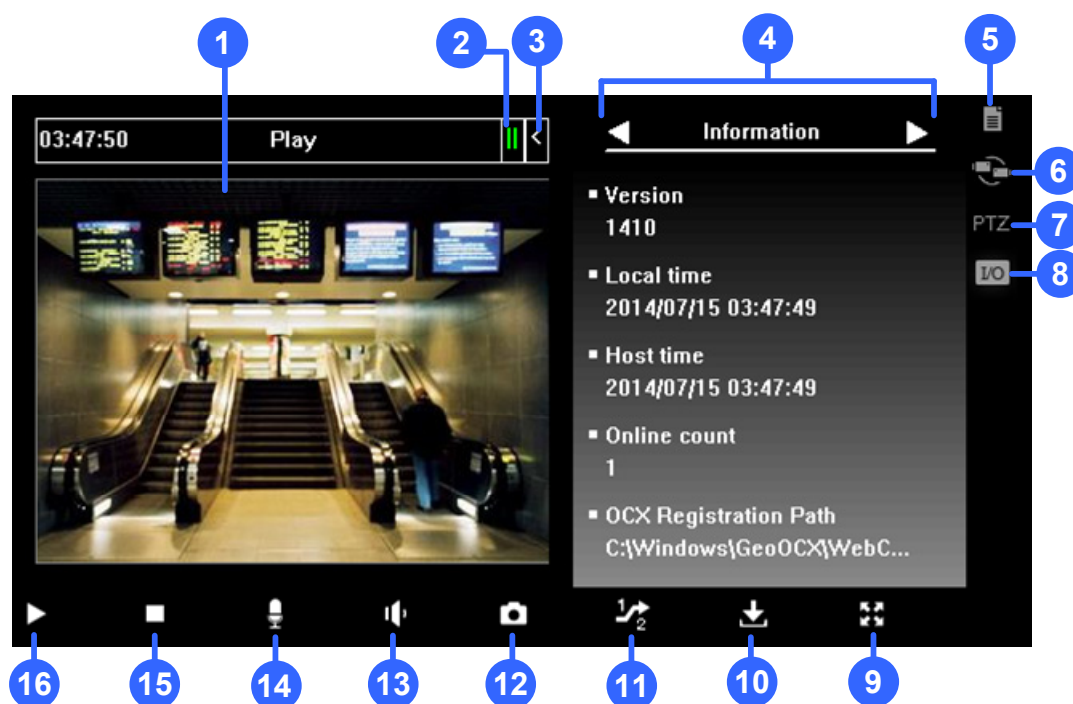 1
2
3
4
5
03:47:50 Play
Information
6
PTZ
7
I/O
8
Version
1410
Local time
2014/07/15 03:47:49
Host time
2014/07/15 03:47:49
Online count
1
OCX Registration Path
C:\Windows\GeoOCX\WebC...
1
2
16
15
14
13
12
11
10
9